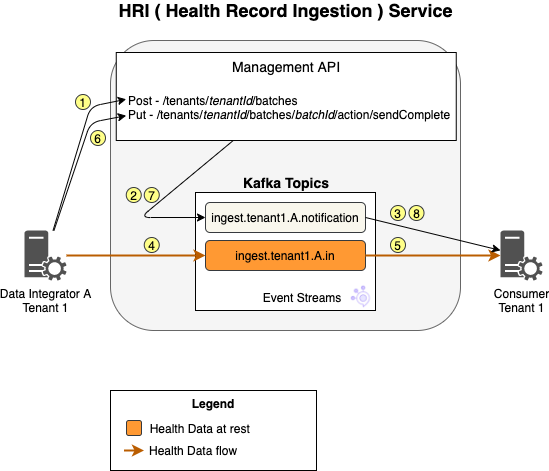 HRI ( Health Record Ingestion ) Service
Management API
Post - /tenants/tenantId/batches
Put - /tenants/tenantId/batches/batchId/action/sendComplete
1
6
2 7
Kafka Topics
ingest.tenant1.A.notification
3 8
4
ingest.tenant1.A.in
5
Event Streams
Data Integrator A
Tenant 1
Consumer
Tenant 1
Legend
Health Data at rest
Health Data flow